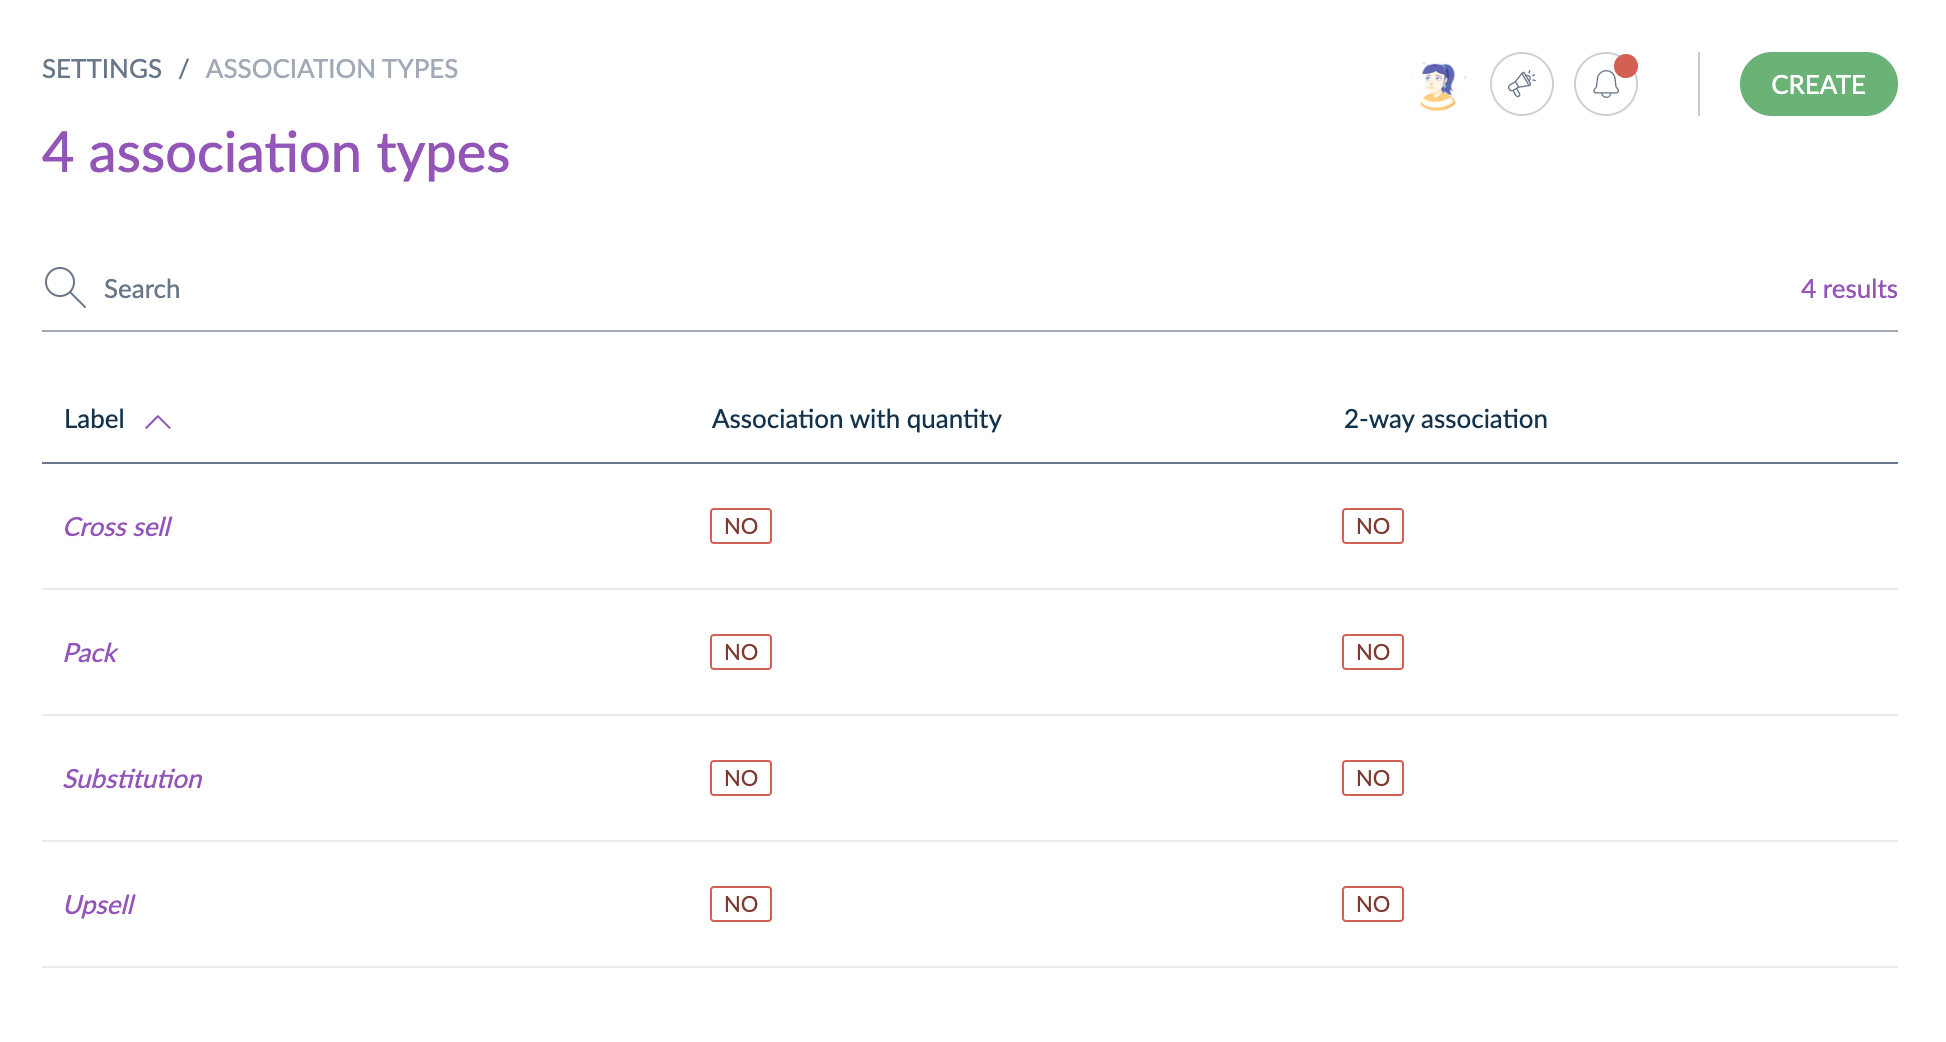 SETTINGS / ASSOCIATION TYPES
CREATE
4 association types
Search
4 results
Label Association with quantity 2-way association
Cross sell NO NO
Pack NO NO
Substitution NO NO
Upsell NO NO